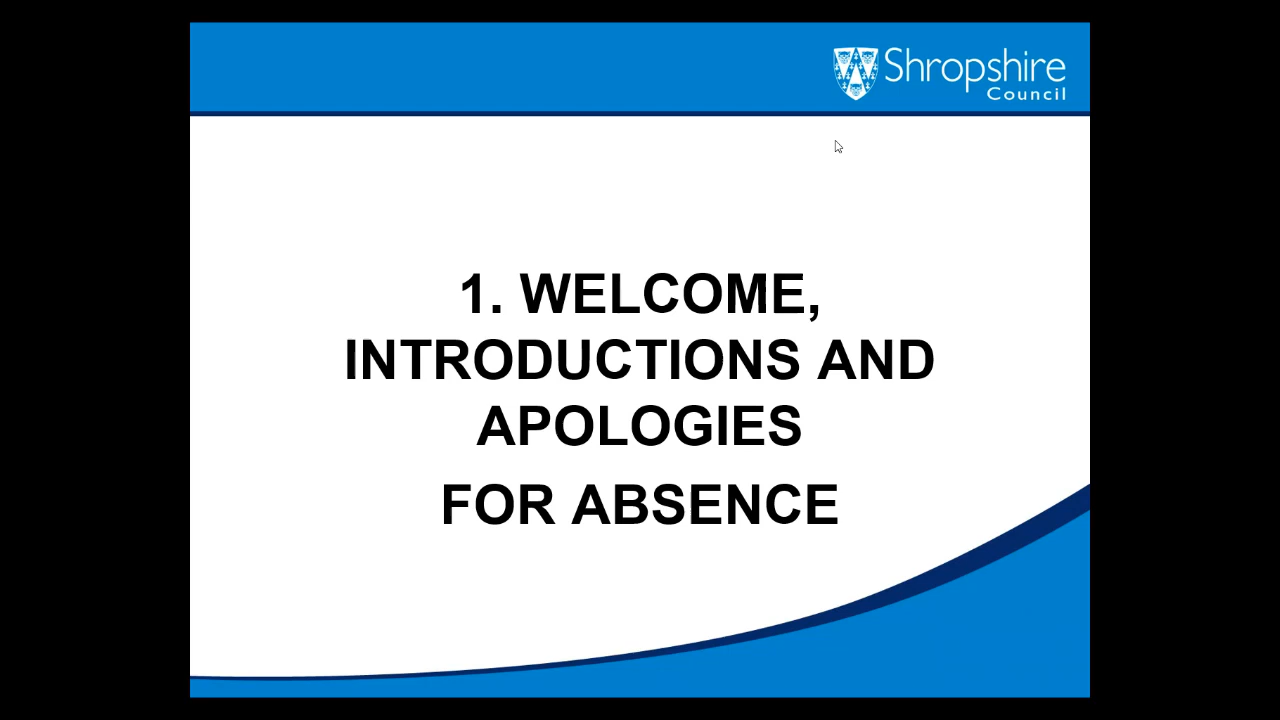 Shropshire
Council
1. WELCOME,
INTRODUCTIONS AND
APOLOGIES
FOR ABSENCE